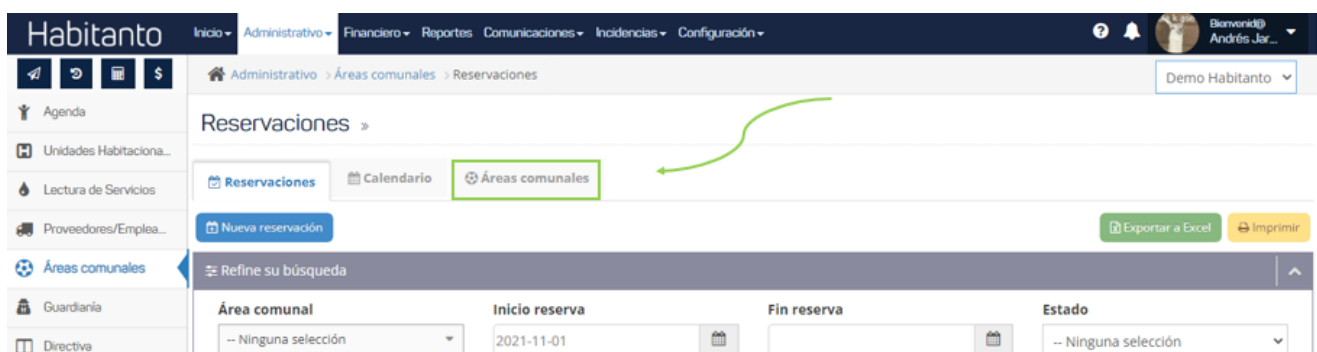 Habitanto
Inicio Administrativo Financiero Reportes Comunicaciones Incidencias Configuración
Bienvenid@
Andrés Jar...
Administrativo > Áreas comunales > Reservaciones
Demo Habitanto
Agenda
Unidades Habitaciona...
Lectura de Servicios
Proveedores/Emplea...
Áreas comunales
Guardianía
Directiva
Reservaciones »
Reservaciones Calendario Áreas comunales
Nueva reservación Exportar a Excel Imprimir
Refine su búsqueda
Área comunal Inicio reserva Fin reserva Estado
-- Ninguna selección 2021-11-01 -- Ninguna selección